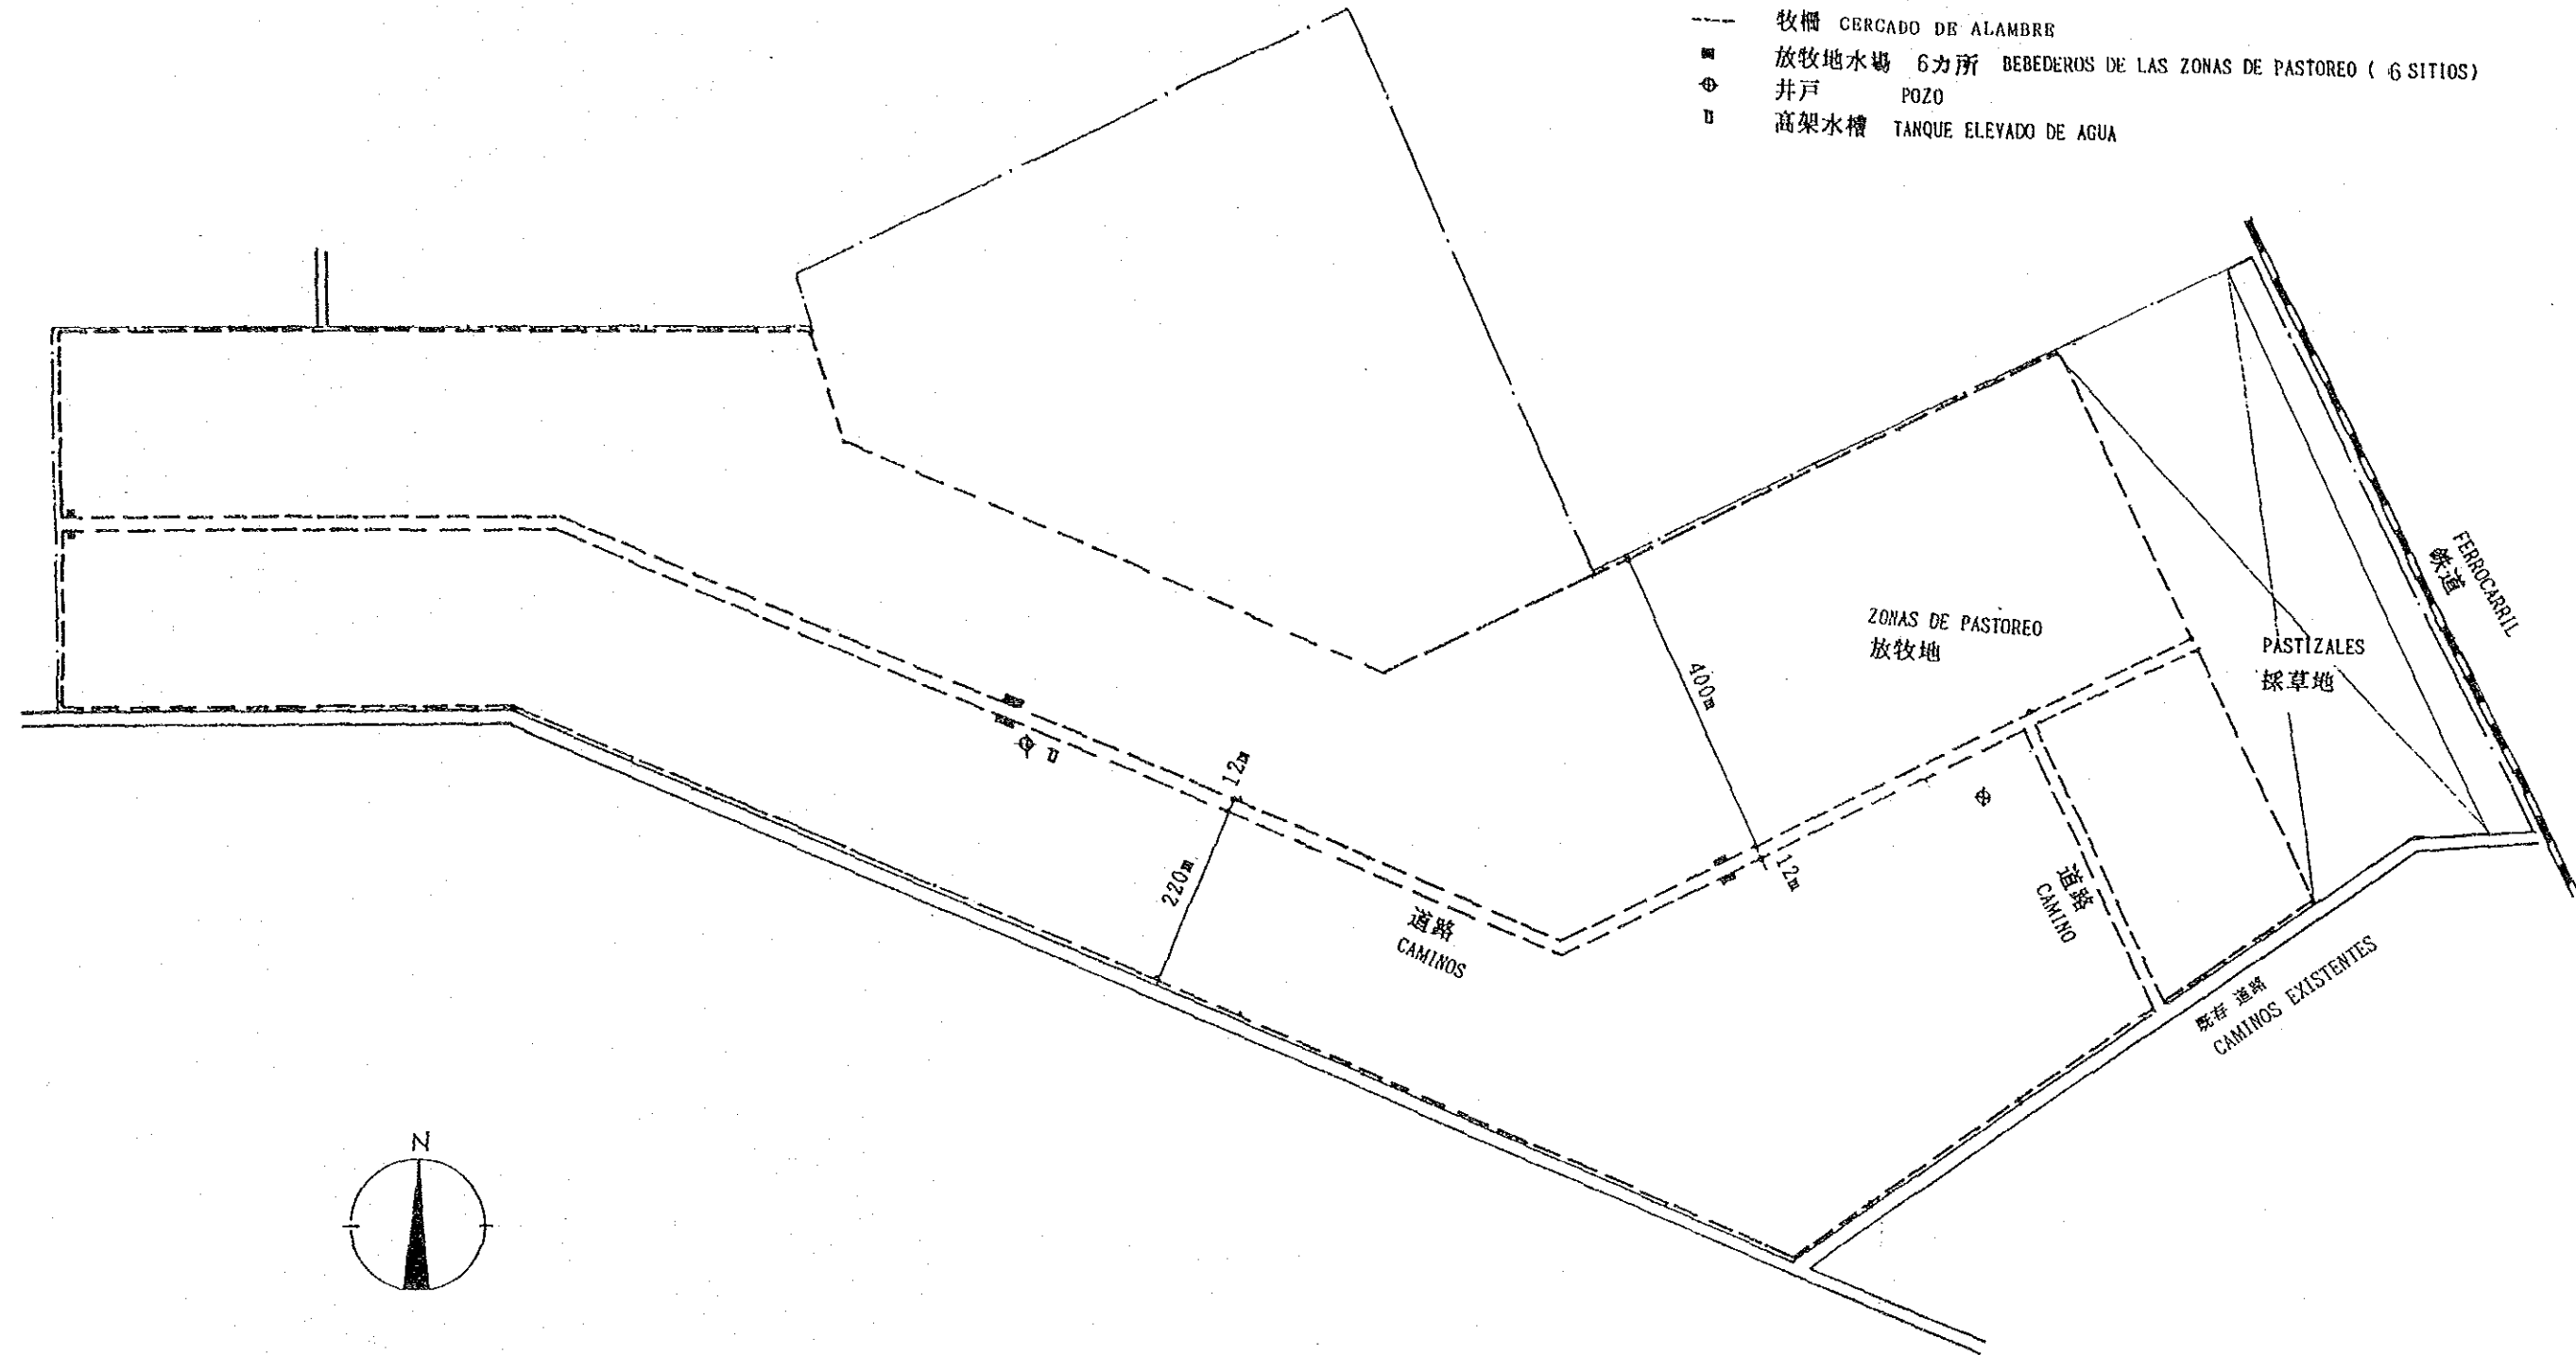 牧柵 CERCADO DE ALAMBRE
放牧地水場 6カ所 BEBEDEROS DE LAS ZONAS DE PASTOREO ( 6 SITIOS)
井戸 POZO
高架水槽 TANQUE ELEVADO DE AGUA
FERROCARRIL
鉄道
ZONAS DE PASTOREO
放牧地
PASTIZALES
採草地
400m
12m
220m
12m
道路
CAMINOS
道路
CAMINO
既存 道路
CAMINOS EXISTENTES
N